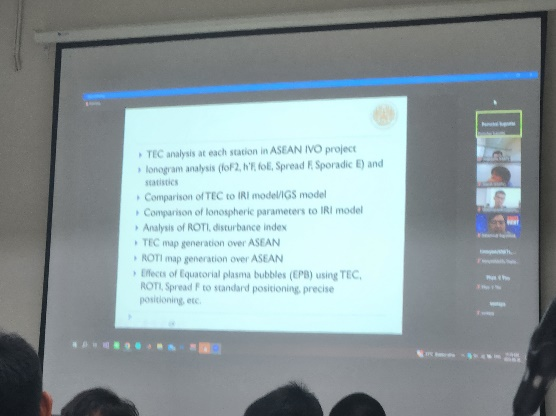 › TEC analysis at each station in ASEAN IVO project
› Ionogram analysis (foF2, h'F, foE, Spread F, Sporadic E) and
statistics
› Comparison of TEC to IRI model/IGS model
› Comparison of Ionospheric parameters to IRI model
› Analysis of ROTI, disturbance index
› TEC map generation over ASEAN
› ROTI map generation over ASEAN
› Effects of Equatorial plasma bubbles (EPB) using TEC,
ROTI, Spread F to standard positioning, precise
positioning, etc.